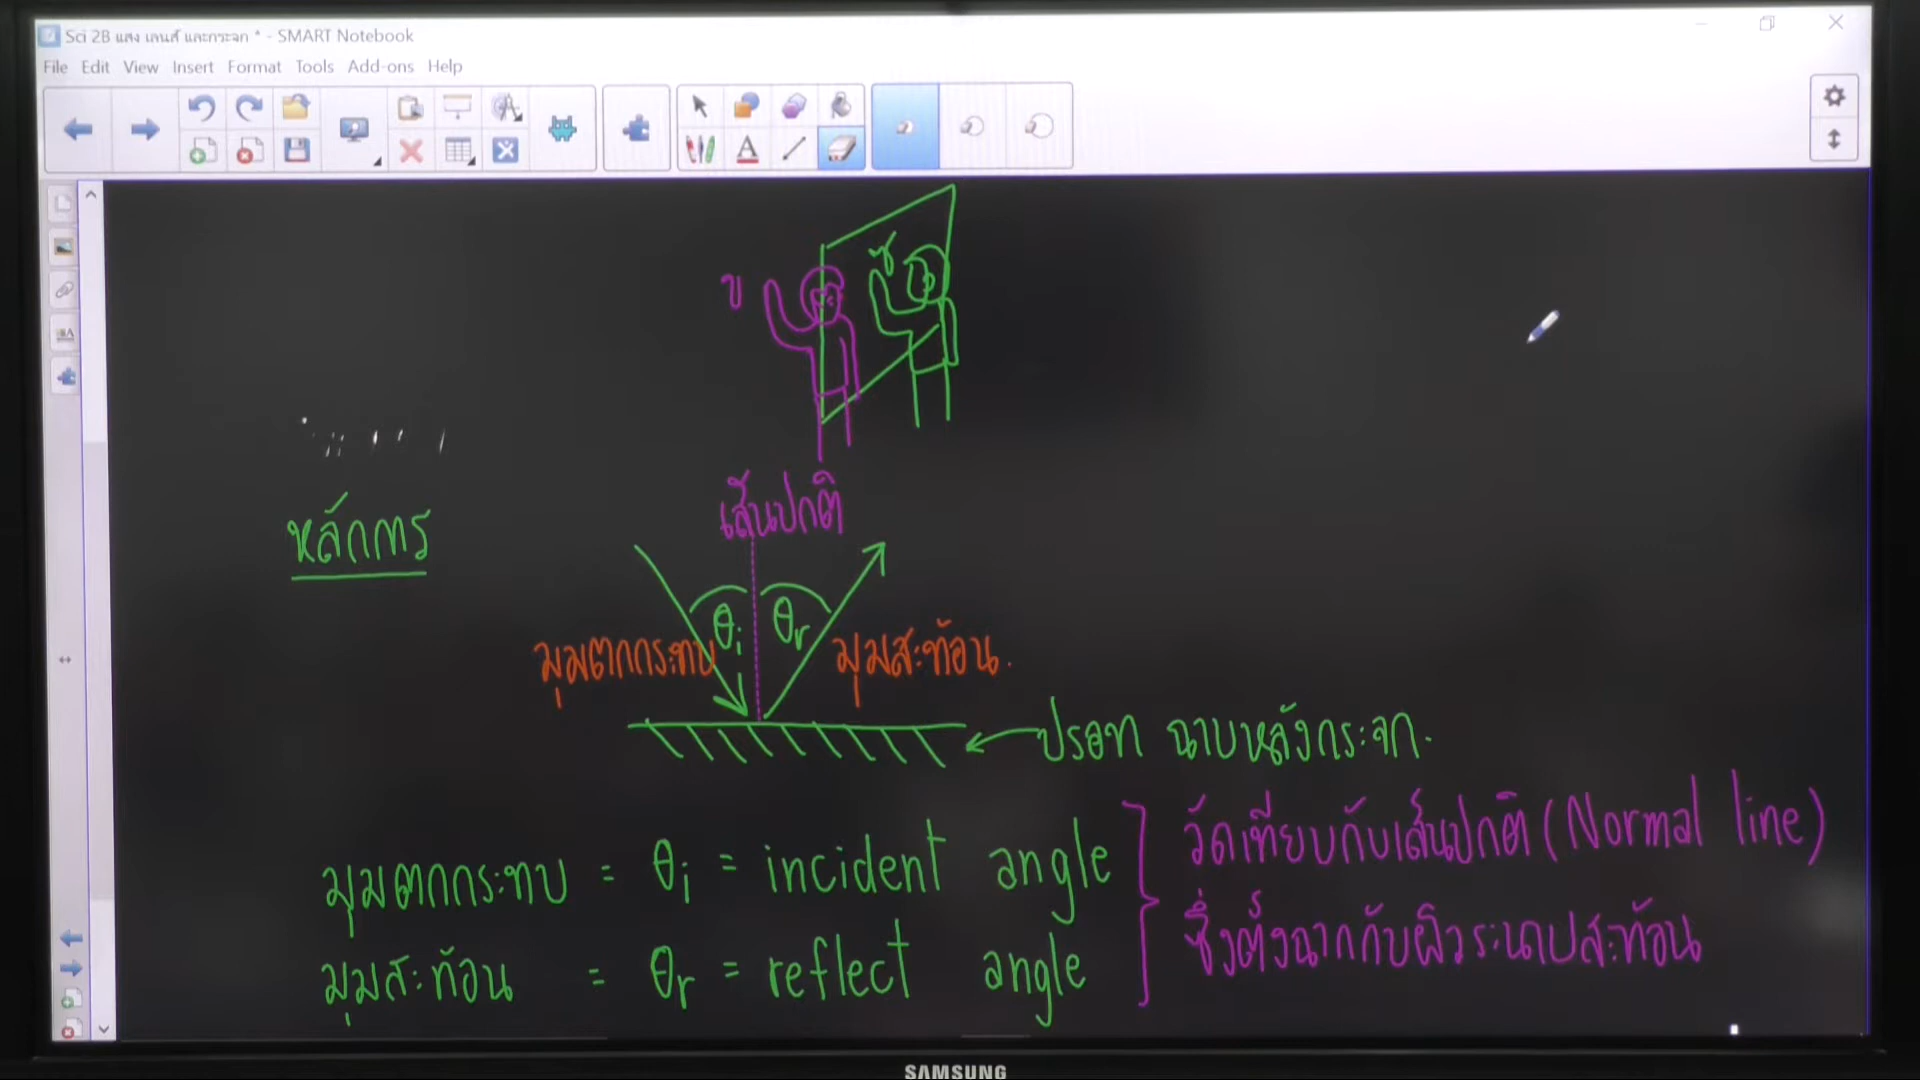 Sci 2B แสง เลนส์ และกระจก * - SMART Notebook
File Edit View Insert Format Tools Add-ons Help
ข ซ
เส้นปกติ
หลักการ
θi θr
มุมตกกระทบ มุมสะท้อน.
ปรอท ฉาบหลังกระจก.
มุมตกกระทบ = θi = incident angle
มุมสะท้อน = θr = reflect angle
วัดเทียบกับเส้นปกติ (Normal line)
ซึ่งตั้งฉากกับผิวระนาบสะท้อน
SAMSUNG